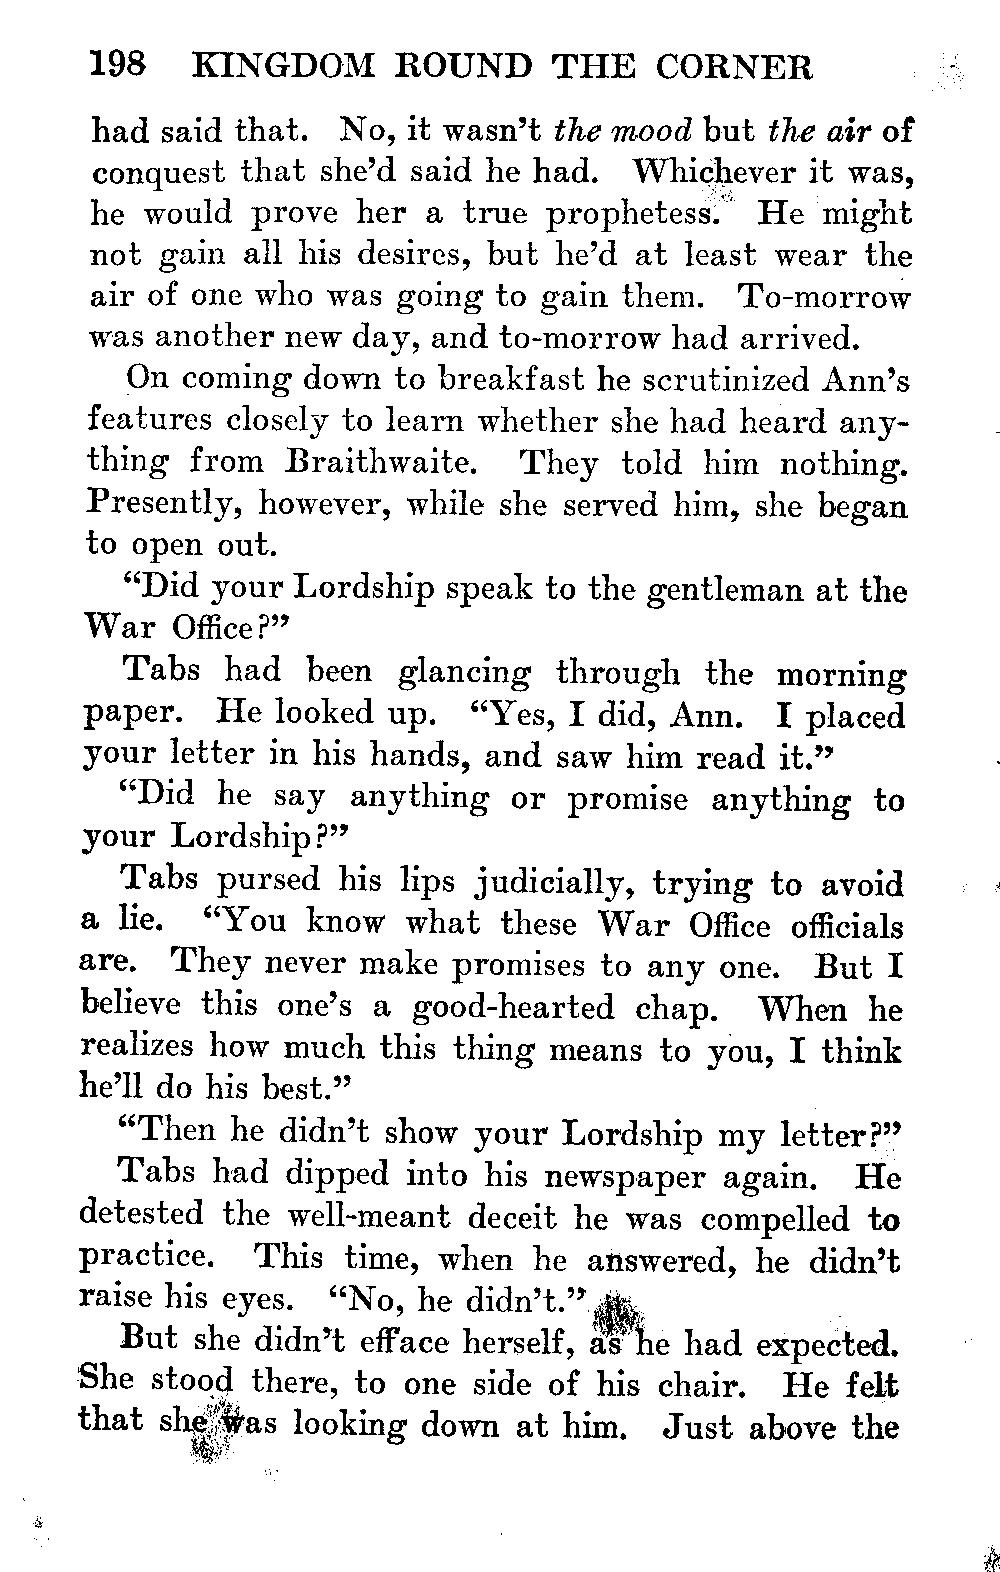 198 KINGDOM ROUND THE CORNER
had said that. No, it wasn't the mood but the air of
conquest that she'd said he had. Whichever it was,
he would prove her a true prophetess. He might
not gain all his desires, but he'd at least wear the
air of one who was going to gain them. To-morrow
was another new day, and to-morrow had arrived.
On coming down to breakfast he scrutinized Ann's
features closely to learn whether she had heard any-
thing from Braithwaite. They told him nothing.
Presently, however, while she served him, she began
to open out.
"Did your Lordship speak to the gentleman at the
War Office?"
Tabs had been glancing through the morning
paper. He looked up. "Yes, I did, Ann. I placed
your letter in his hands, and saw him read it."
"Did he say anything or promise anything to
your Lordship?"
Tabs pursed his lips judicially, trying to avoid
a lie. "You know what these War Office officials
are. They never make promises to any one. But I
believe this one's a good-hearted chap. When he
realizes how much this thing means to you, I think
he'll do his best."
"Then he didn't show your Lordship my letter?"
Tabs had dipped into his newspaper again. He
detested the well-meant deceit he was compelled to
practice. This time, when he answered, he didn't
raise his eyes. "No, he didn't."
But she didn't efface herself, as he had expected.
She stood there, to one side of his chair. He felt
that she was looking down at him. Just above the